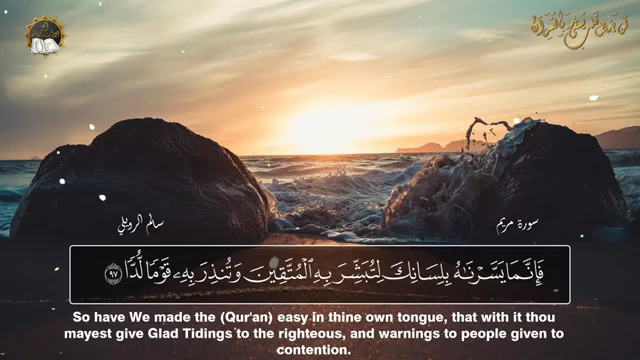 سورة مريم
سالم الرويلي
فَإِنَّمَا يَسَّرْنَٰهُ بِلِسَانِكَ لِتُبَشِّرَ بِهِ ٱلْمُتَّقِينَ وَتُنذِرَ بِهِۦ قَوْمًا لُّدًّا ٩٧
So have We made the (Qur'an) easy in thine own tongue, that with it thou
mayest give Glad Tidings to the righteous, and warnings to people given to
contention.